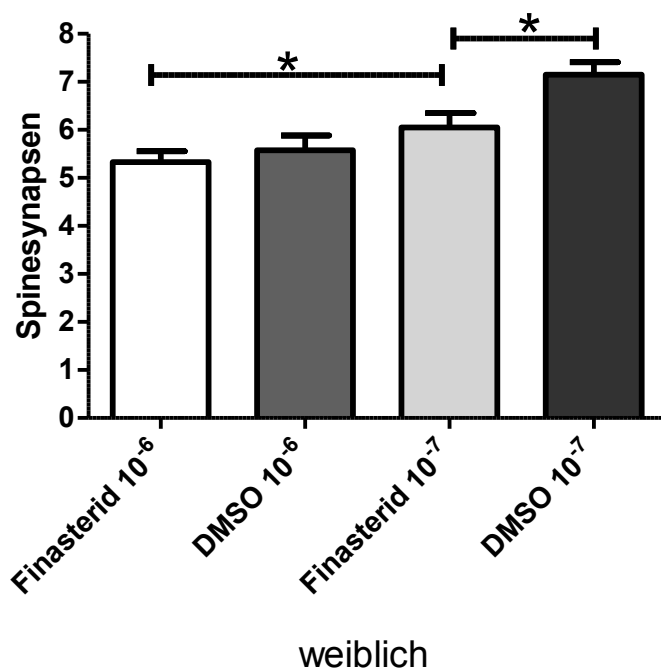 8
7
6
5
4
3
2
1
0
Spinesynapsen
*
*
Finasterid 10⁻⁶
DMSO 10⁻⁶
Finasterid 10⁻⁷
DMSO 10⁻⁷
weiblich